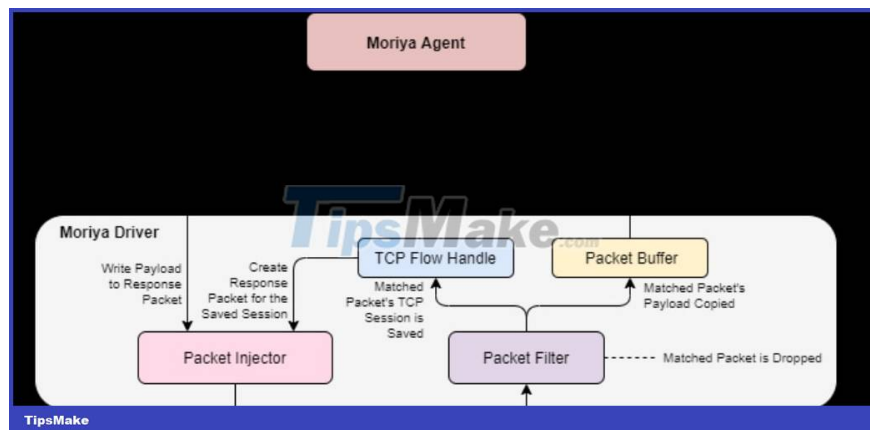 Moriya Agent
Moriya Driver
TipsMake.com
Write Payload
to Response
Packet
Create
Response
Packet for the
Saved Session
TCP Flow Handle
Packet Buffer
Matched
Packet's TCP
Session is
Saved
Matched Packet's
Payload Copied
Packet Injector
Packet Filter
Matched Packet is Dropped
TipsMake